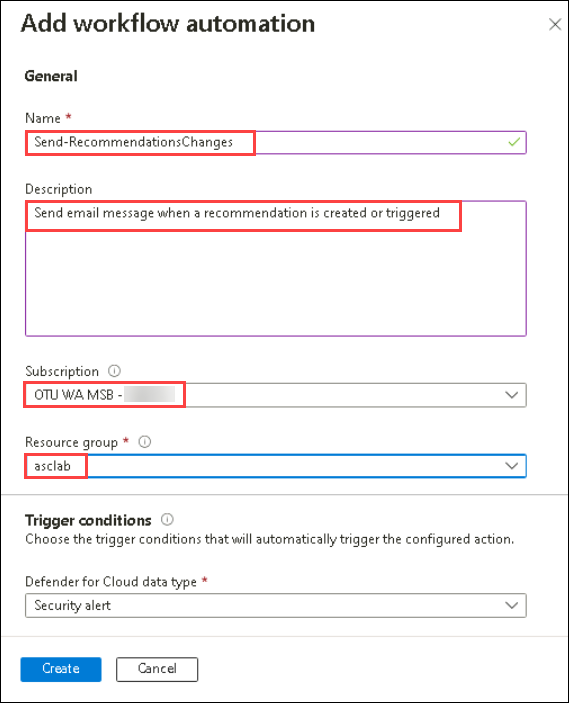 Add workflow automation
General
Name *
Send-RecommendationsChanges
Description
Send email message when a recommendation is created or triggered
Subscription
OTU WA MSB -
Resource group *
asclab
Trigger conditions
Choose the trigger conditions that will automatically trigger the configured action.
Defender for Cloud data type *
Security alert
Create Cancel